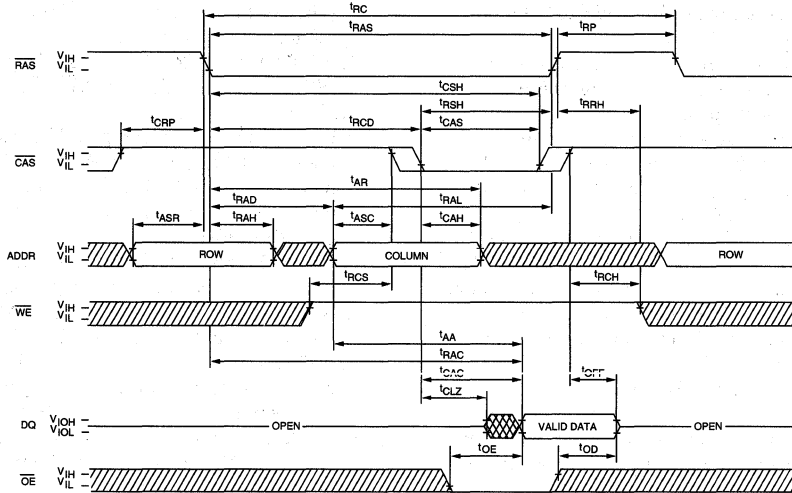 tRC
tRAS
tRP
RAS
VIH
VIL
tCSH
tRSH
tRRH
tCRP
tRCD
tCAS
CAS
VIH
VIL
tAR
tRAD
tRAL
tASR
tRAH
tASC
tCAH
ADDR
VIH
VIL
ROW
COLUMN
ROW
tRCS
tRCH
WE
VIH
VIL
tAA
tRAC
tCAC
tOFF
tCLZ
DQ
VIOH
VIOL
OPEN
VALID DATA
OPEN
tOE
tOD
OE
VIH
VIL